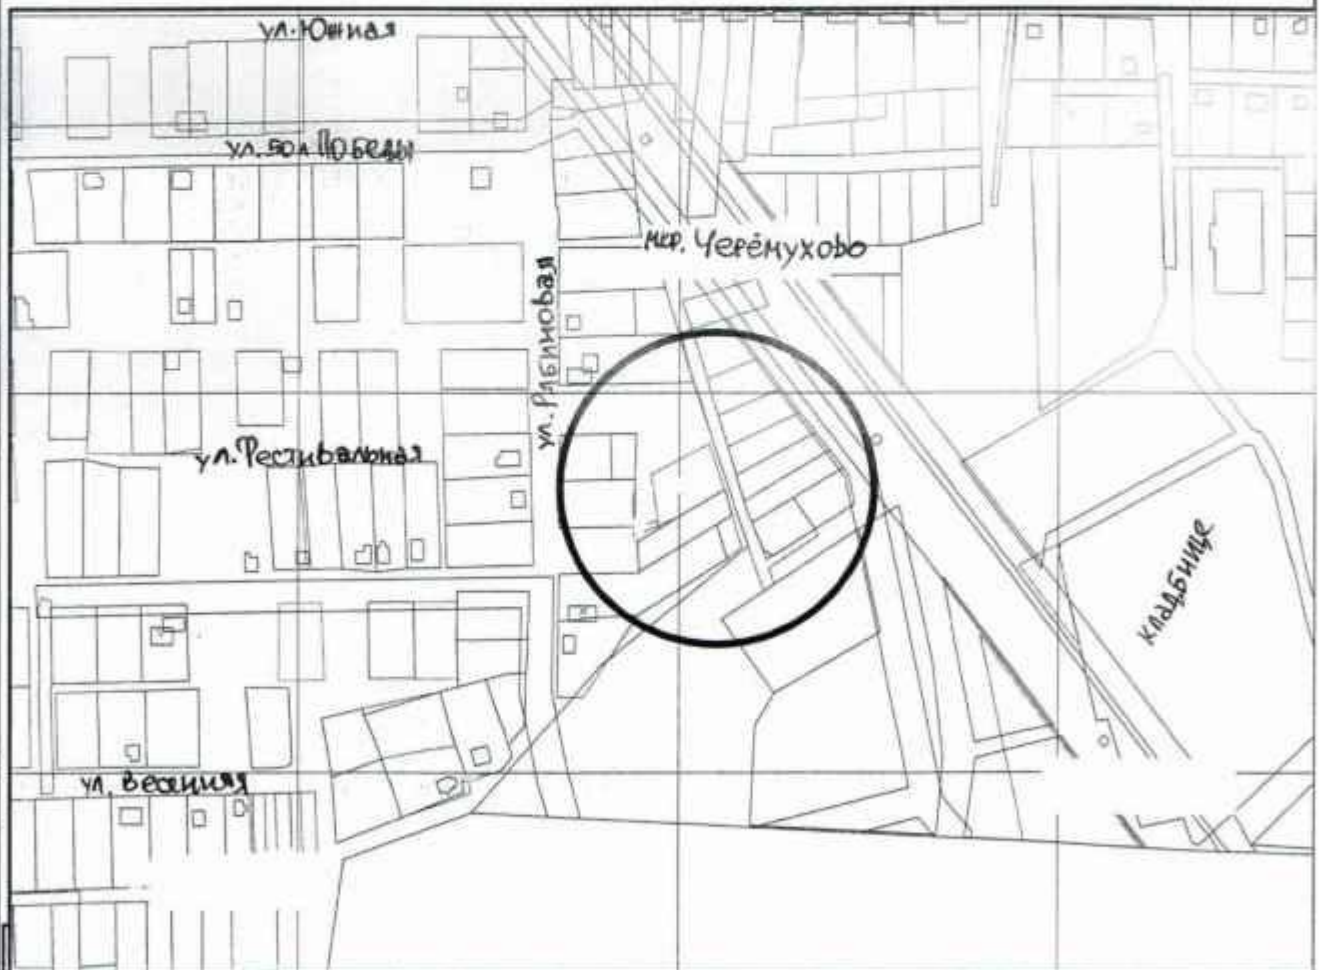 ул. Южная
ул. 50 л Победы
мкр. Черёмухово
ул. Рябиновая
ул. Фестивальная
кладбище
ул. Весенняя